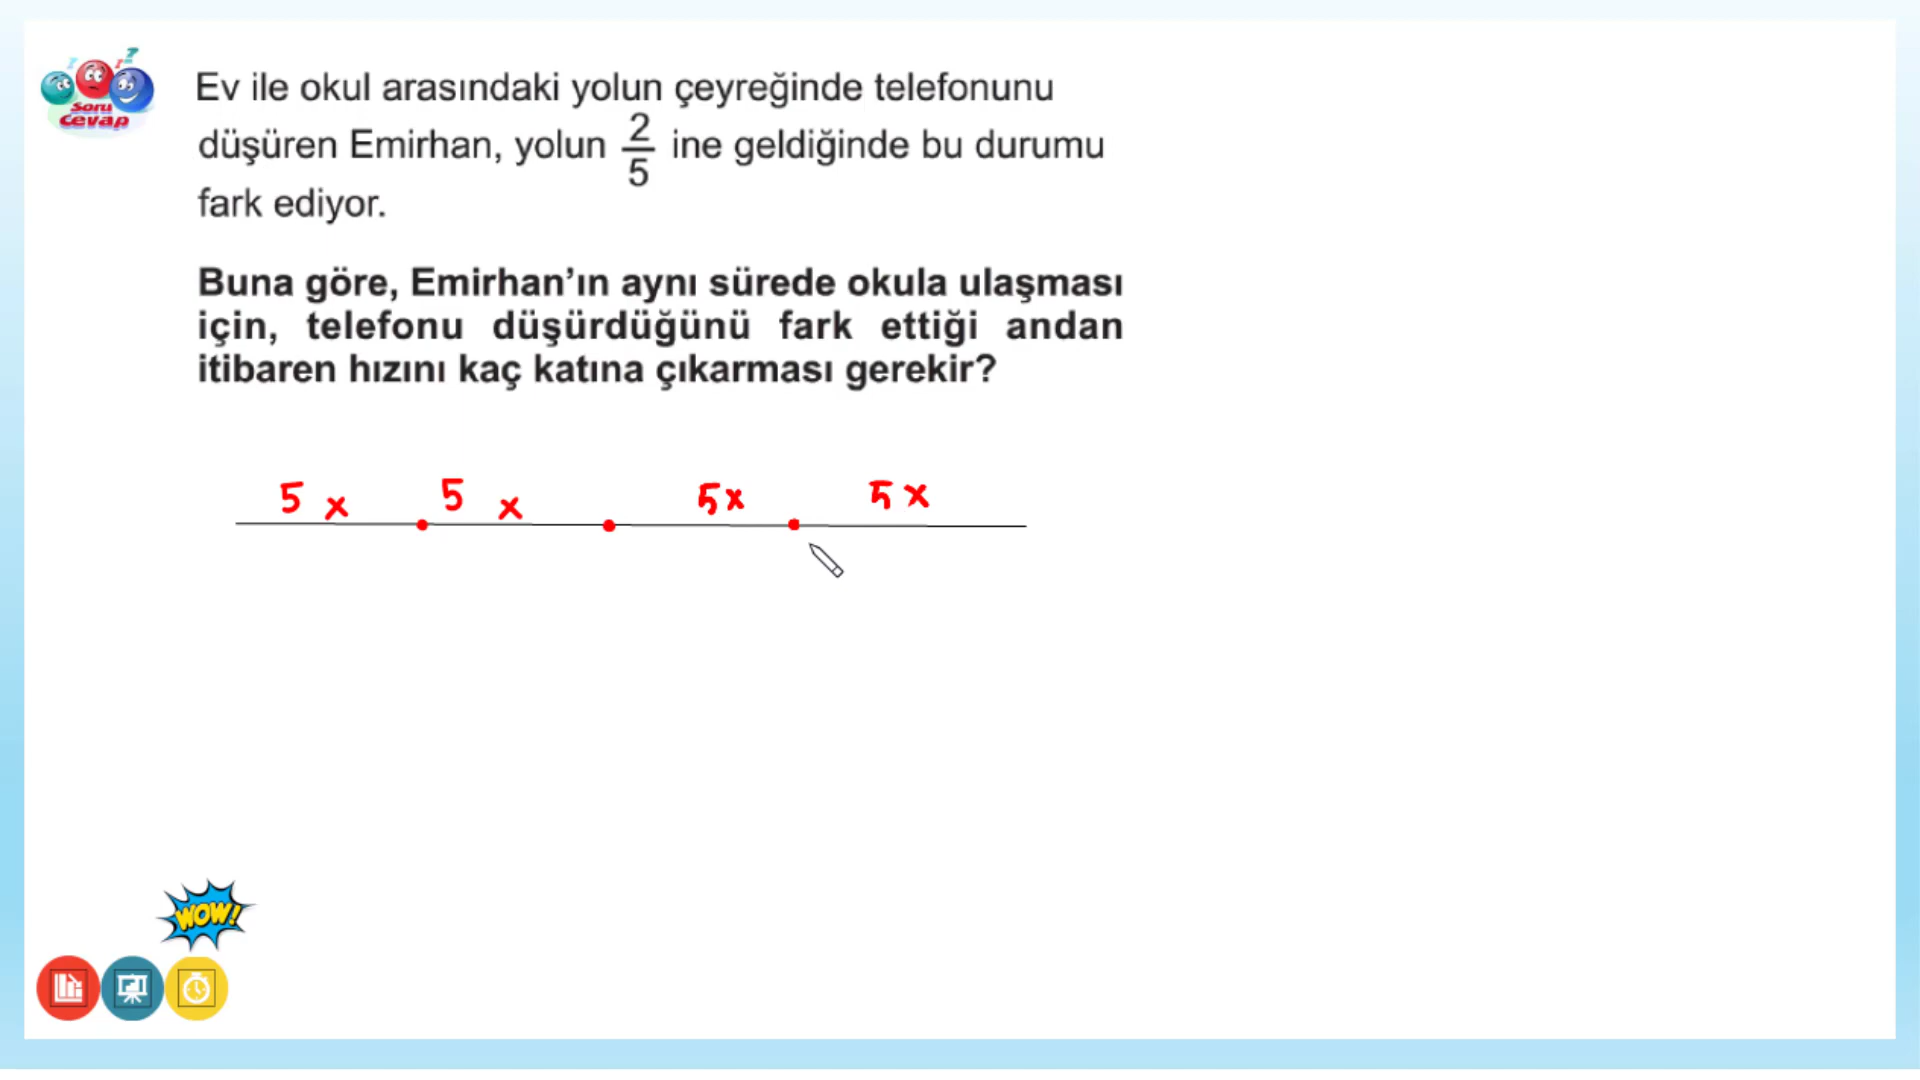 Soru
Cevap
Ev ile okul arasındaki yolun çeyreğinde telefonunu
düşüren Emirhan, yolun 2/5 ine geldiğinde bu durumu
fark ediyor.
Buna göre, Emirhan’ın aynı sürede okula ulaşması
için, telefonu düşürdüğünü fark ettiği andan
itibaren hızını kaç katına çıkarması gerekir?
5 x 5 x 5x 5x
WOW!